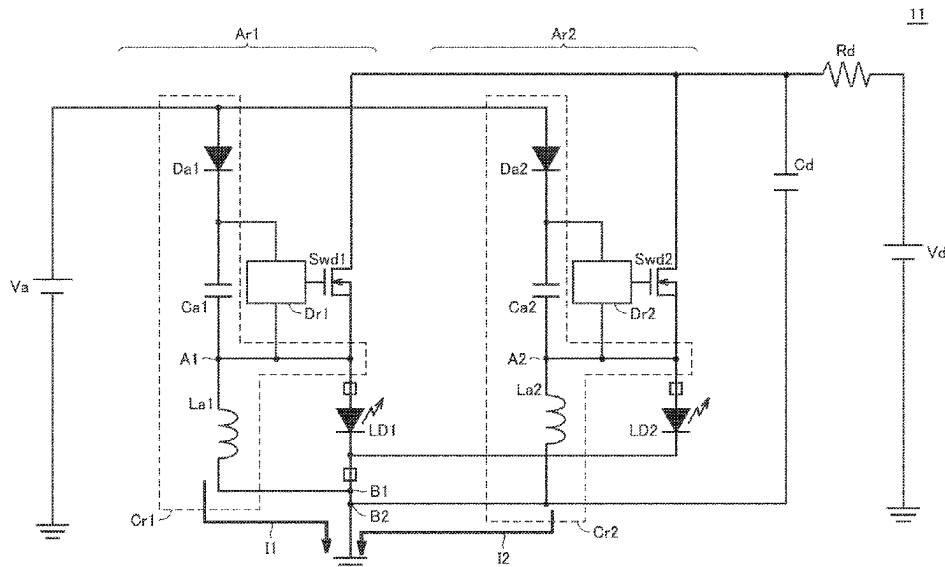 11
Ar1
Ar2
Rd
Da1
Da2
Cd
Swd1
Swd2
Vd
Va
Ca1
Dr1
Ca2
Dr2
A1
A2
La1
La2
LD1
LD2
B1
B2
Cr1
Cr2
I1
I2